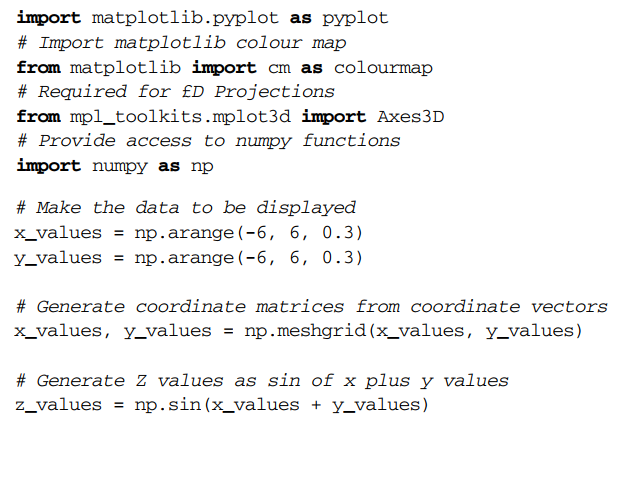 import matplotlib.pyplot as pyplot
# Import matplotlib colour map
from matplotlib import cm as colourmap
# Required for £D Projections
from mpl_toolkits.mplot3d import Axes3D
# Provide access to numpy functions
import numpy as np
# Make the data to be displayed
x_values = np.arange(-6, 6, 0.3)
y_values = np.arange(-6, 6, 0.3)
# Generate coordinate matrices from coordinate vectors
x_values, y_values = np.meshgrid(x_values, y_values)
# Generate Z values as sin of x plus y values
z_values = np.sin(x_values + y_values)